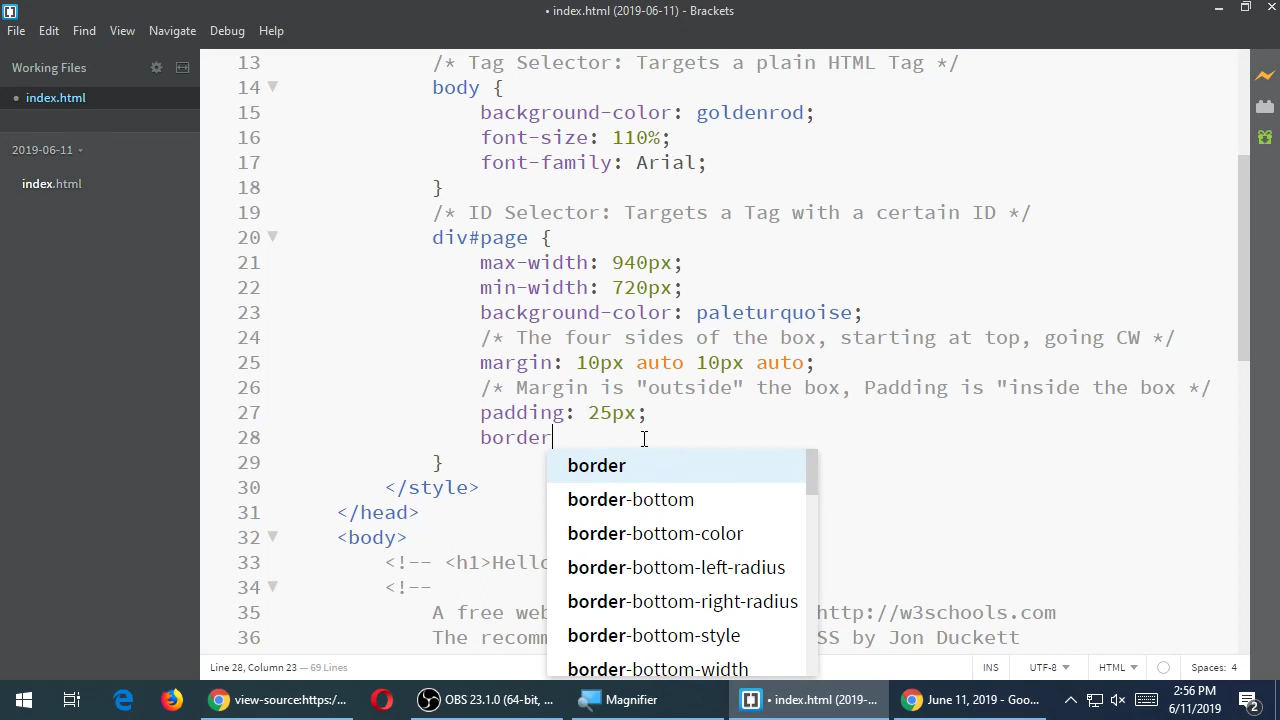 • index.html (2019-06-11) - Brackets
File Edit Find View Navigate Debug Help
Working Files
• index.html
2019-06-11
index.html
13 /* Tag Selector: Targets a plain HTML Tag */
14 body {
15 background-color: goldenrod;
16 font-size: 110%;
17 font-family: Arial;
18 }
19 /* ID Selector: Targets a Tag with a certain ID */
20 div#page {
21 max-width: 940px;
22 min-width: 720px;
23 background-color: paleturquoise;
24 /* The four sides of the box, starting at top, going CW */
25 margin: 10px auto 10px auto;
26 /* Margin is "outside" the box, Padding is "inside the box */
27 padding: 25px;
28 border
29 }
30 </style>
31 </head>
32 <body>
33 <!-- <h1>Hello
34 <!--
35 A free web http://w3schools.com
36 The recomm SS by Jon Duckett
border
border-bottom
border-bottom-color
border-bottom-left-radius
border-bottom-right-radius
border-bottom-style
border-bottom-width
Line 28, Column 23 — 69 Lines
INS UTF-8 HTML Spaces: 4
view-source:https:/... OBS 23.1.0 (64-bit, ... Magnifier • index.html (2019-... June 11, 2019 - Goo...
2:56 PM
6/11/2019
2